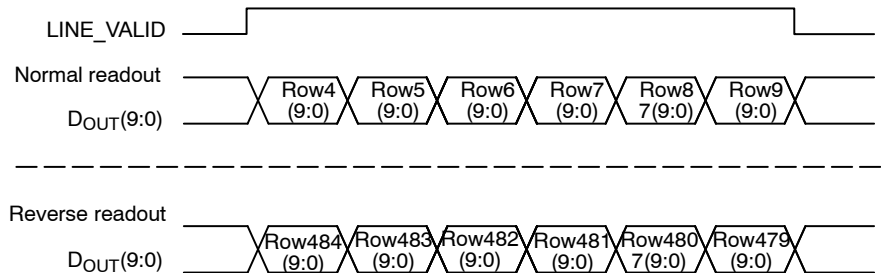 LINE_VALID
Normal readout
Row4 Row5 Row6 Row7 Row8 Row9
D_OUT(9:0) (9:0) (9:0) (9:0) (9:0) 7(9:0) (9:0)
Reverse readout
Row484 Row483 Row482 Row481 Row480 Row479
D_OUT(9:0) (9:0) (9:0) (9:0) (9:0) 7(9:0) (9:0)